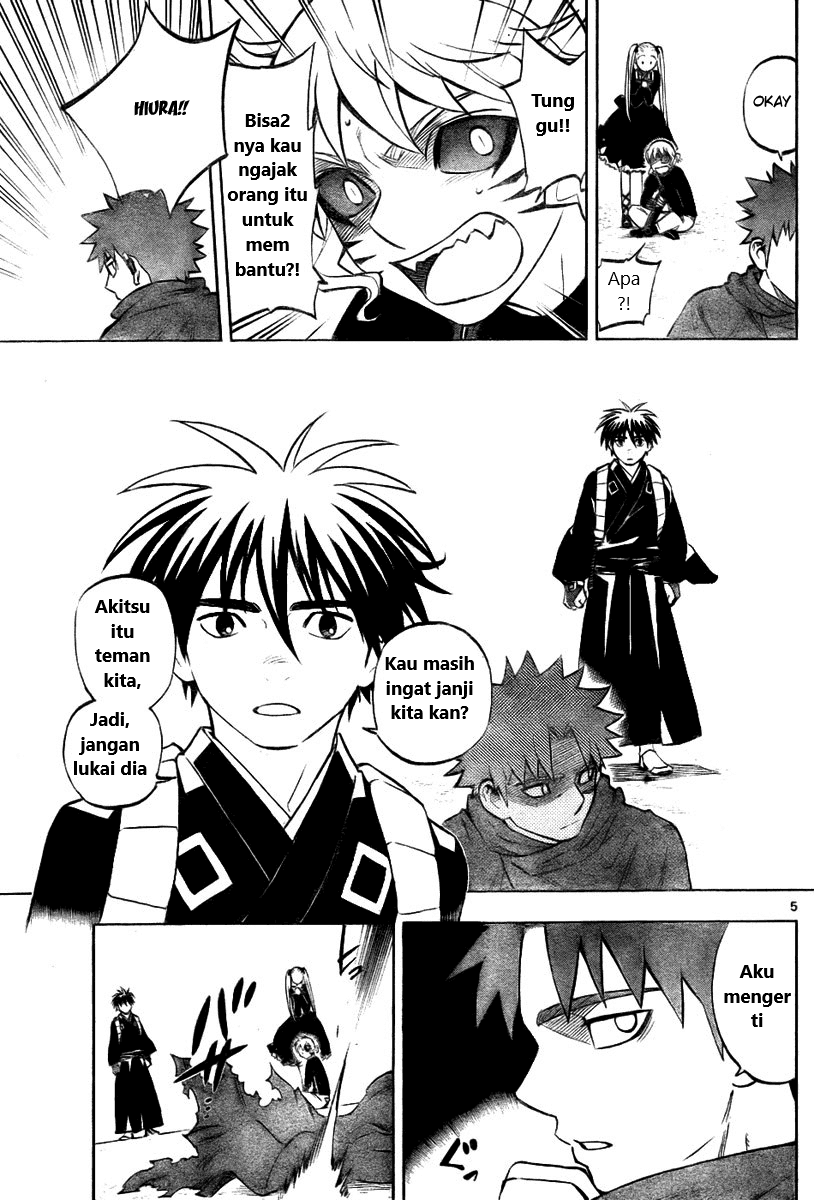 OKAY
Apa
?!
Tung
gu!!
Bisa2
nya kau
ngajak
orang itu
untuk
mem
bantu?!
HIURA!!
Kau masih
ingat janji
kita kan?
Akitsu
itu
teman
kita,
Jadi,
jangan
lukai dia
5
Aku
menger
ti